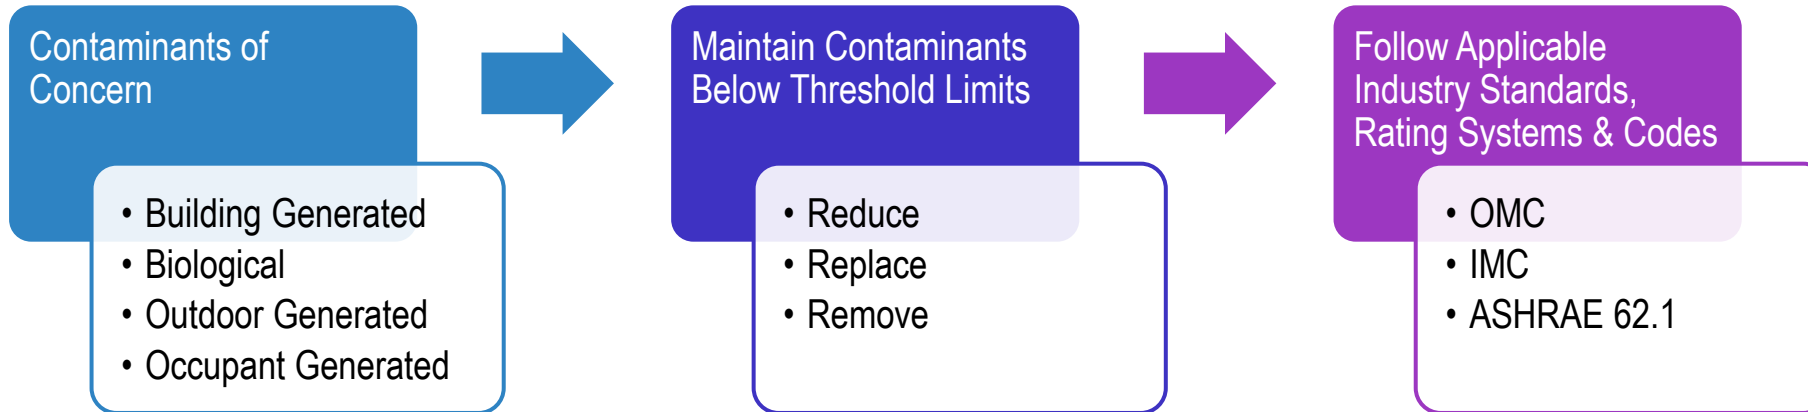 Contaminants of
Concern
• Building Generated
• Biological
• Outdoor Generated
• Occupant Generated
Maintain Contaminants
Below Threshold Limits
• Reduce
• Replace
• Remove
Follow Applicable
Industry Standards,
Rating Systems & Codes
• OMC
• IMC
• ASHRAE 62.1